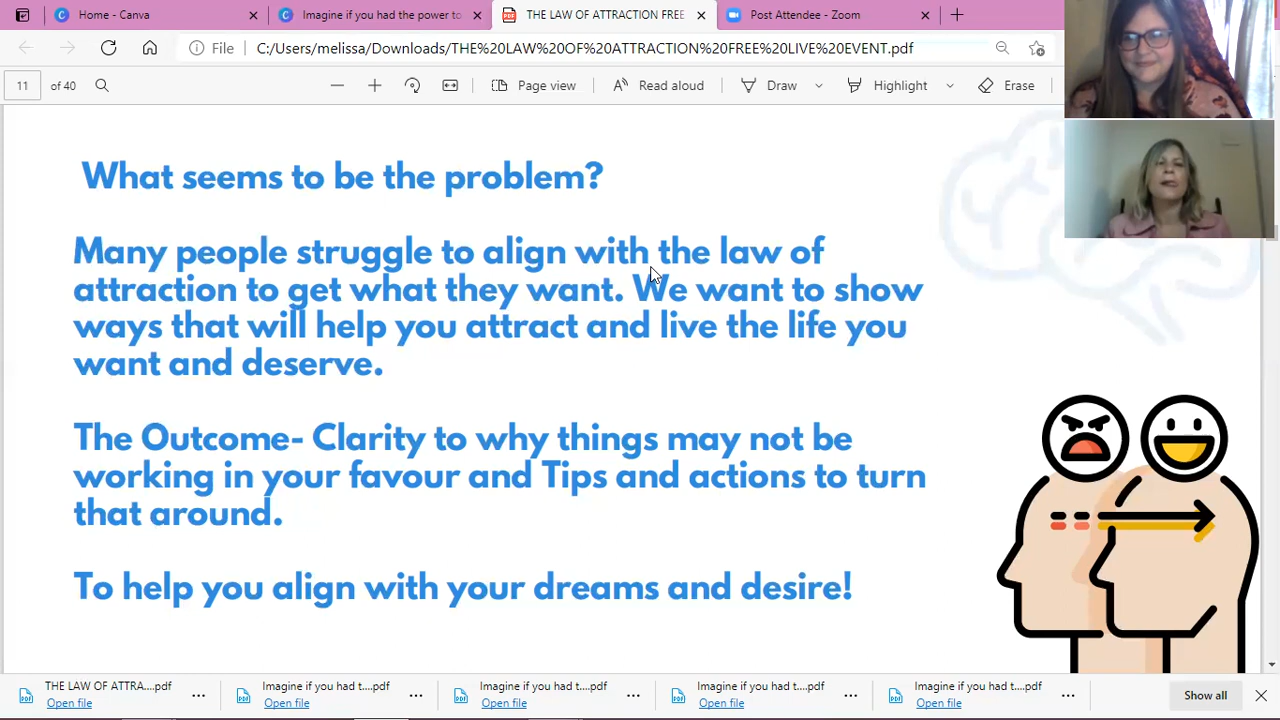 Home - Canva
Imagine if you had the power to
THE LAW OF ATTRACTION FREE
Post Attendee - Zoom
File C:/Users/melissa/Downloads/THE%20LAW%20OF%20ATTRACTION%20FREE%20LIVE%20EVENT.pdf
11 of 40 Page view Read aloud Draw Highlight Erase
What seems to be the problem?
Many people struggle to align with the law of
attraction to get what they want. We want to show
ways that will help you attract and live the life you
want and deserve.
The Outcome- Clarity to why things may not be
working in your favour and Tips and actions to turn
that around.
To help you align with your dreams and desire!
THE LAW OF ATTRA....pdf
Open file
Imagine if you had t....pdf
Open file
Imagine if you had t....pdf
Open file
Imagine if you had t....pdf
Open file
Imagine if you had t....pdf
Open file
Show all